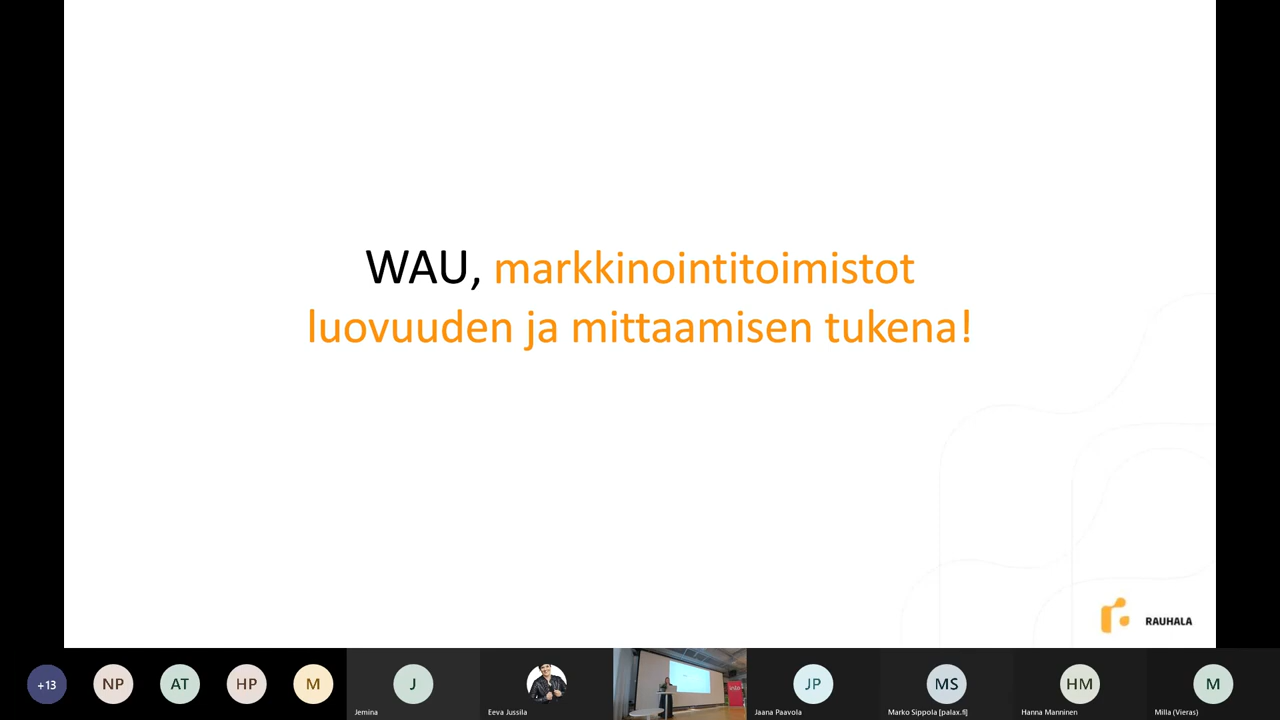 WAU, markkinointitoimistot
luovuuden ja mittaamisen tukena!
RAUHALA
+13
NP
AT
HP
M
J
JP
MS
HM
M
Jemina
Eeva Jussila
Jaana Paavola
Marko Sippola [palax.fi]
Hanna Manninen
Milla (Vieras)